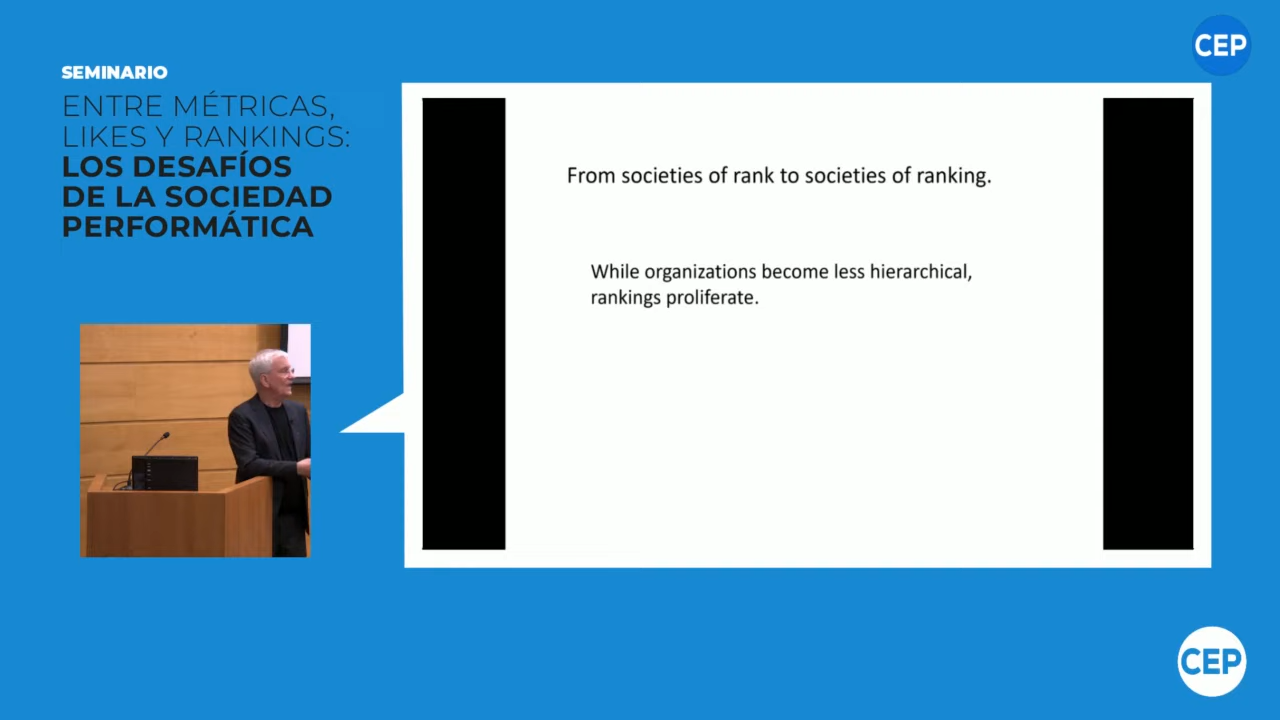 CEP
SEMINARIO
ENTRE MÉTRICAS,
LIKES Y RANKINGS:
LOS DESAFÍOS
DE LA SOCIEDAD
PERFORMÁTICA
From societies of rank to societies of ranking.
While organizations become less hierarchical,
rankings proliferate.
CEP